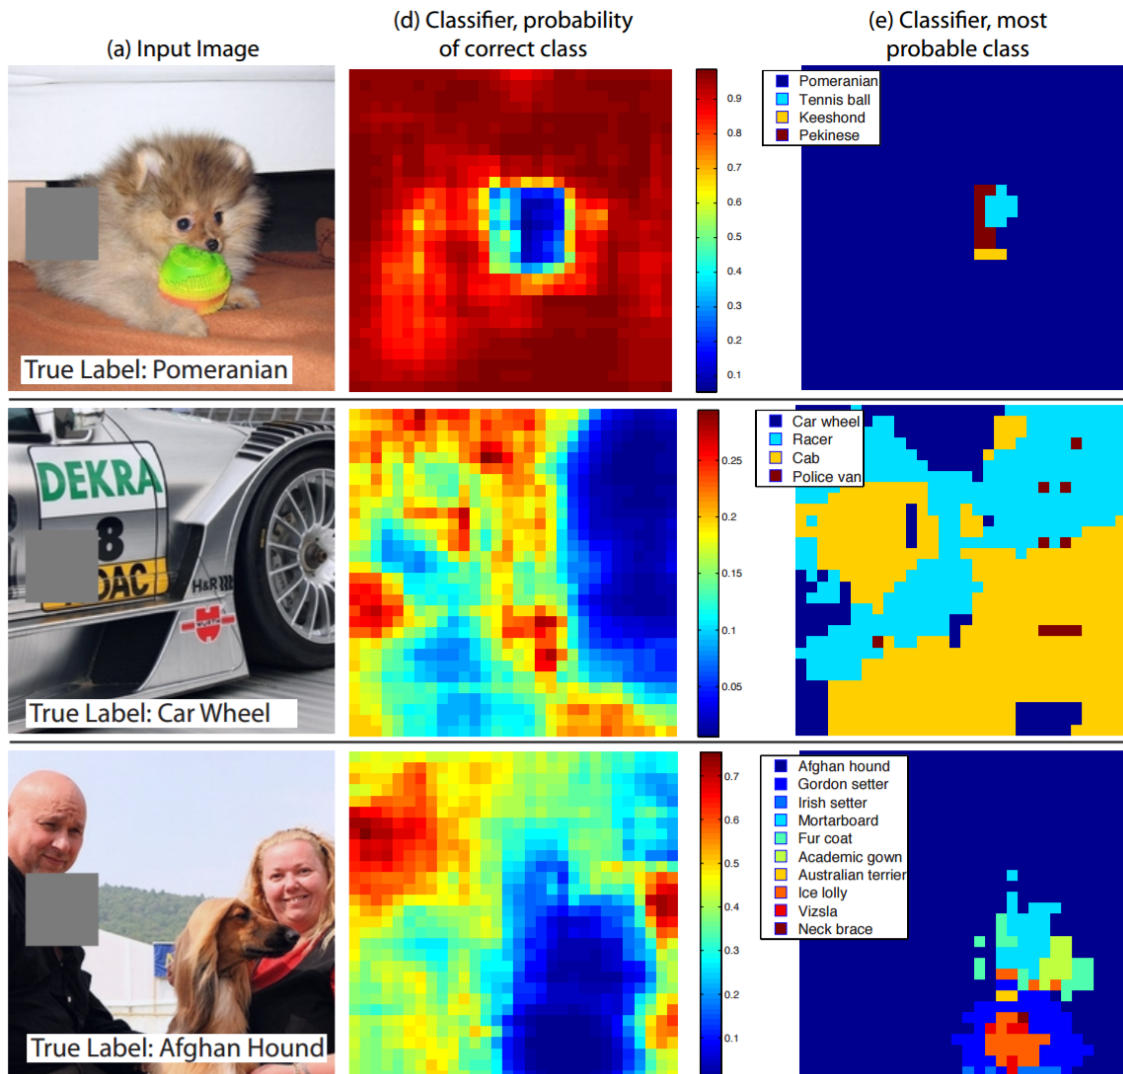 (a) Input Image
(d) Classifier, probability
of correct class
(e) Classifier, most
probable class
True Label: Pomeranian
0.9
0.8
0.7
0.6
0.5
0.4
0.3
0.2
0.1
Pomeranian
Tennis ball
Keeshond
Pekinese
DEKRA
8
DAC
H&R
WÜRTH
True Label: Car Wheel
0.25
0.2
0.15
0.1
0.05
Car wheel
Racer
Cab
Police van
True Label: Afghan Hound
0.7
0.6
0.5
0.4
0.3
0.2
0.1
Afghan hound
Gordon setter
Irish setter
Mortarboard
Fur coat
Academic gown
Australian terrier
Ice lolly
Vizsla
Neck brace